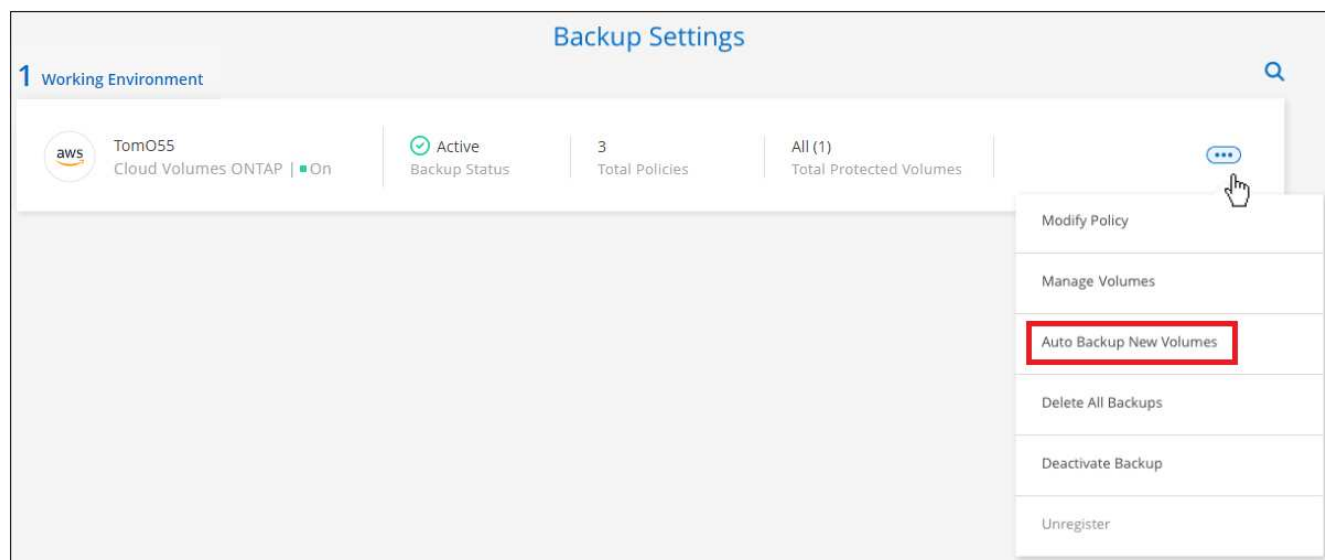 Backup Settings
1 Working Environment
aws
TomO55
Cloud Volumes ONTAP | On
Active
Backup Status
3
Total Policies
All (1)
Total Protected Volumes
Modify Policy
Manage Volumes
Auto Backup New Volumes
Delete All Backups
Deactivate Backup
Unregister